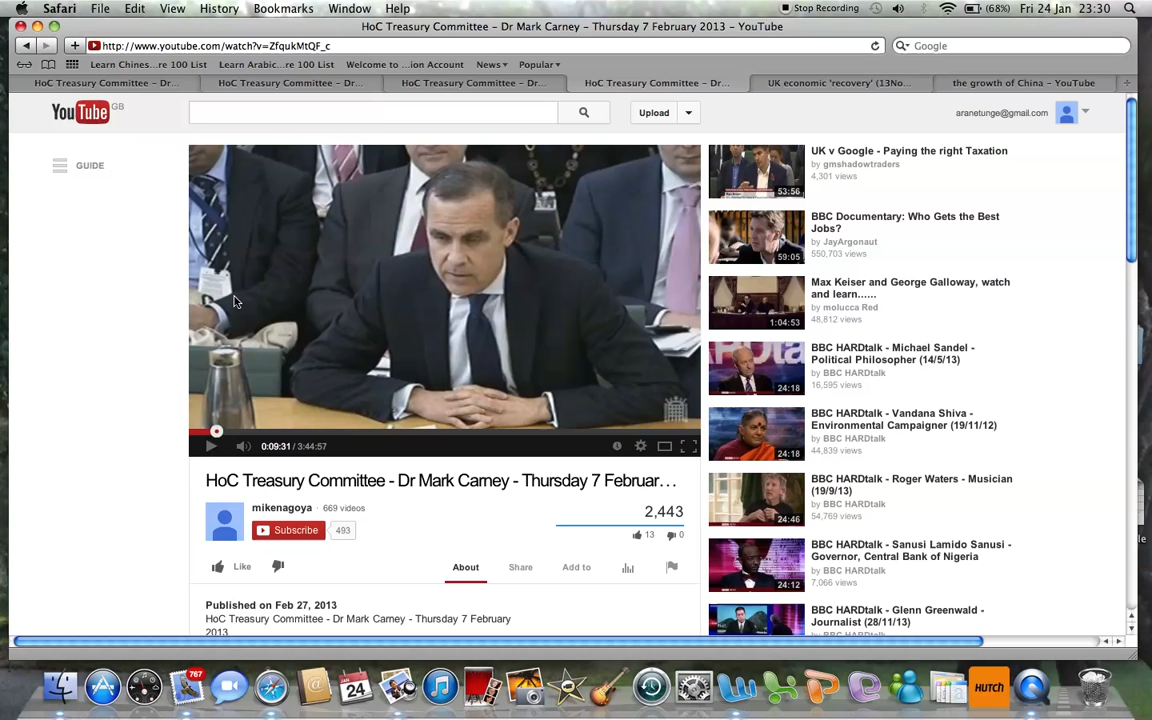 Safari File Edit View History Bookmarks Window Help Stop Recording (68%) Fri 24 Jan 23:30
HoC Treasury Committee - Dr Mark Carney - Thursday 7 February 2013 - YouTube
http://www.youtube.com/watch?v=ZfqukMtQF_c Google
Learn Chines...re 100 List Learn Arabic...re 100 List Welcome to ...ion Account News Popular
HoC Treasury Committee - Dr... HoC Treasury Committee - Dr... HoC Treasury Committee - Dr... HoC Treasury Committee - Dr... UK economic 'recovery' (13No... the growth of China - YouTube
YouTube GB Upload aranetunge@gmail.com
GUIDE
UK v Google - Paying the right Taxation
by gmshadowtraders
4,301 views
53:56
BBC Documentary: Who Gets the Best
Jobs?
by JayArgonaut
550,703 views
59:05
Max Keiser and George Galloway, watch
and learn......
by molucca Red
48,812 views
1:04:53
BBC HARDtalk - Michael Sandel -
Political Philosopher (14/5/13)
by BBC HARDtalk
16,595 views
24:18
BBC HARDtalk - Vandana Shiva -
Environmental Campaigner (19/11/12)
by BBC HARDtalk
44,839 views
24:18
BBC HARDtalk - Roger Waters - Musician
(19/9/13)
by BBC HARDtalk
54,769 views
24:46
BBC HARDtalk - Sanusi Lamido Sanusi -
Governor, Central Bank of Nigeria
by BBC HARDtalk
7,066 views
24:12
BBC HARDtalk - Glenn Greenwald -
Journalist (28/11/13)
by BBC HARDtalk
0:09:31 / 3:44:57
HoC Treasury Committee - Dr Mark Carney - Thursday 7 Februar...
mikenagoya · 669 videos
Subscribe 493
2,443
13 0
Like
About Share Add to
Published on Feb 27, 2013
HoC Treasury Committee - Dr Mark Carney - Thursday 7 February
2013
767
JAN
24
HUTCH